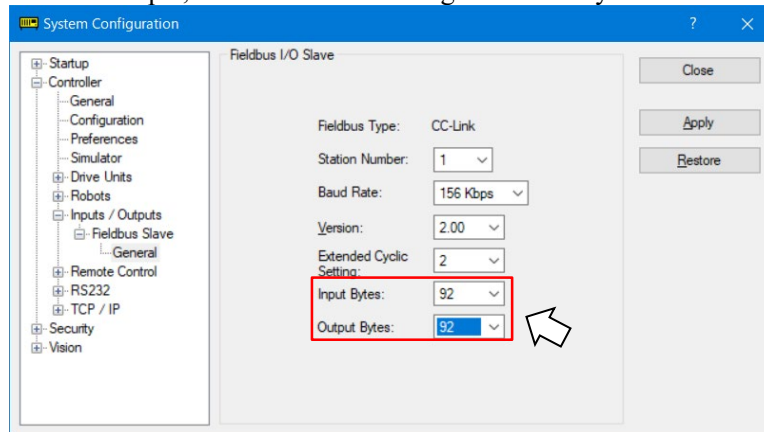 System Configuration
? ×
Startup
Controller
General
Configuration
Preferences
Simulator
Drive Units
Robots
Inputs / Outputs
Fieldbus Slave
General
Remote Control
RS232
TCP / IP
Security
Vision
Fieldbus I/O Slave
Fieldbus Type: CC-Link
Station Number: 1
Baud Rate: 156 Kbps
Version: 2.00
Extended Cyclic
Setting: 2
Input Bytes: 92
Output Bytes: 92
Close
Apply
Restore